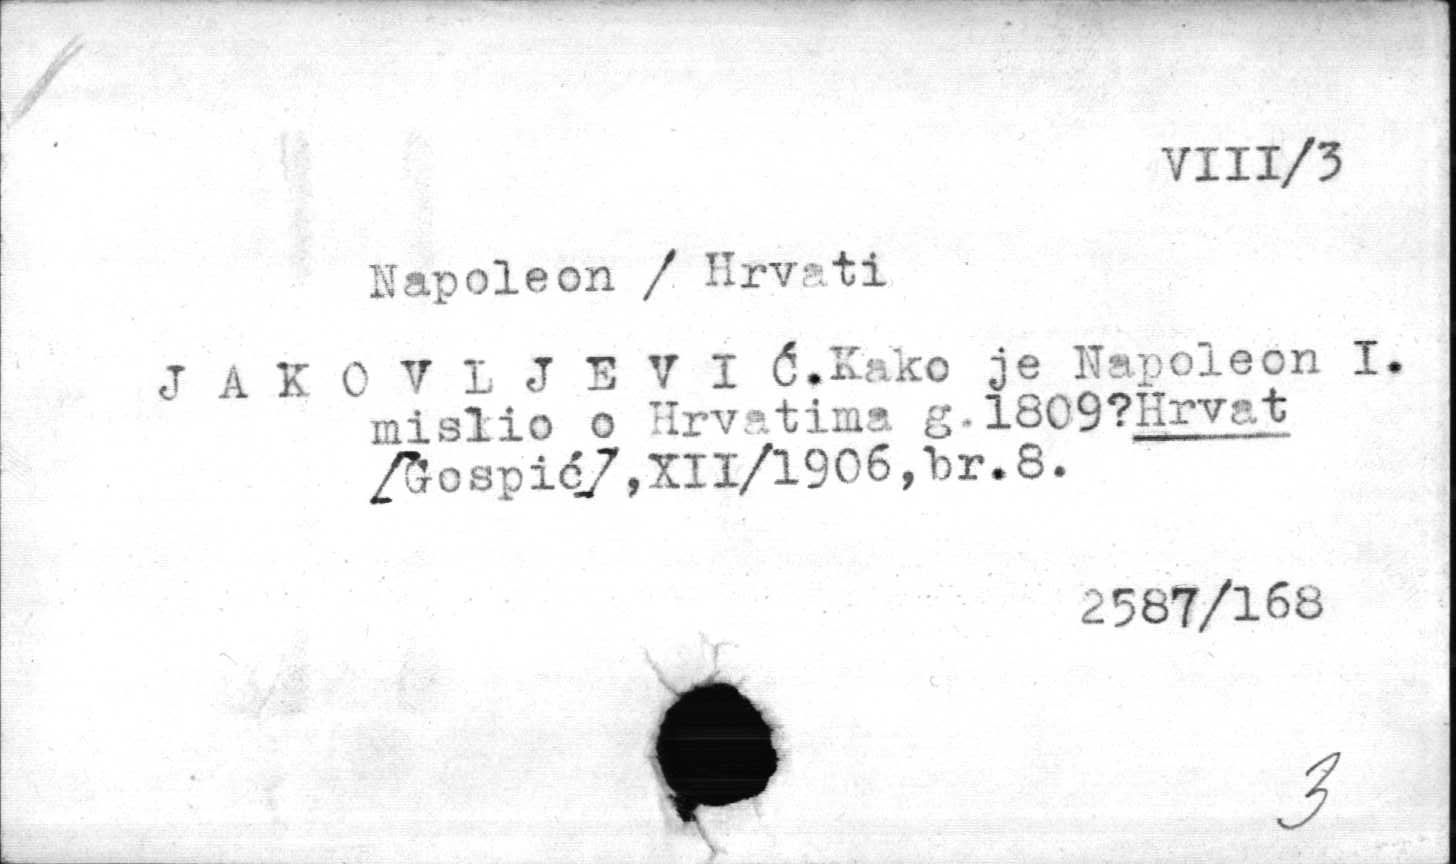 VIII/3
Napoleon / Hrvati
J A K O V L J E V I Ć.Kako je Napoleon I.
mislio o Hrvatima g.1809?Hrvat
[Gospić],XII/1906,br.8.
2587/168
3